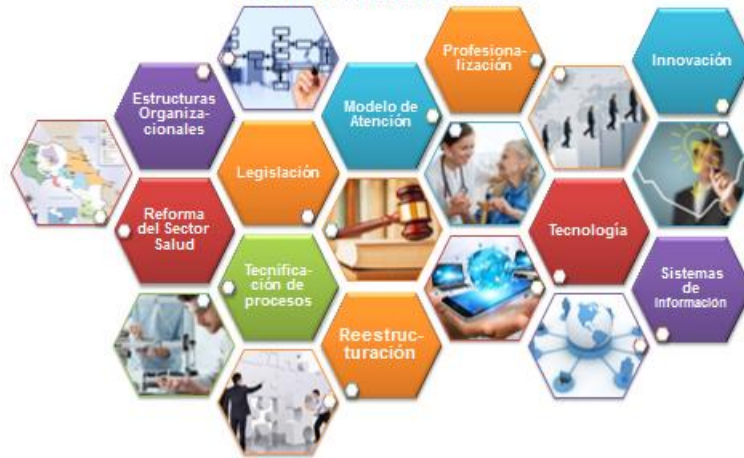 Estructuras
Organiza-
cionales
Modelo de
Atención
Profesiona-
lización
Innovación
Legislación
Reforma
del Sector
Salud
Tecnología
Tecnifica-
ación de
procesos
Sistemas
de
Información
Reestruc-
turación